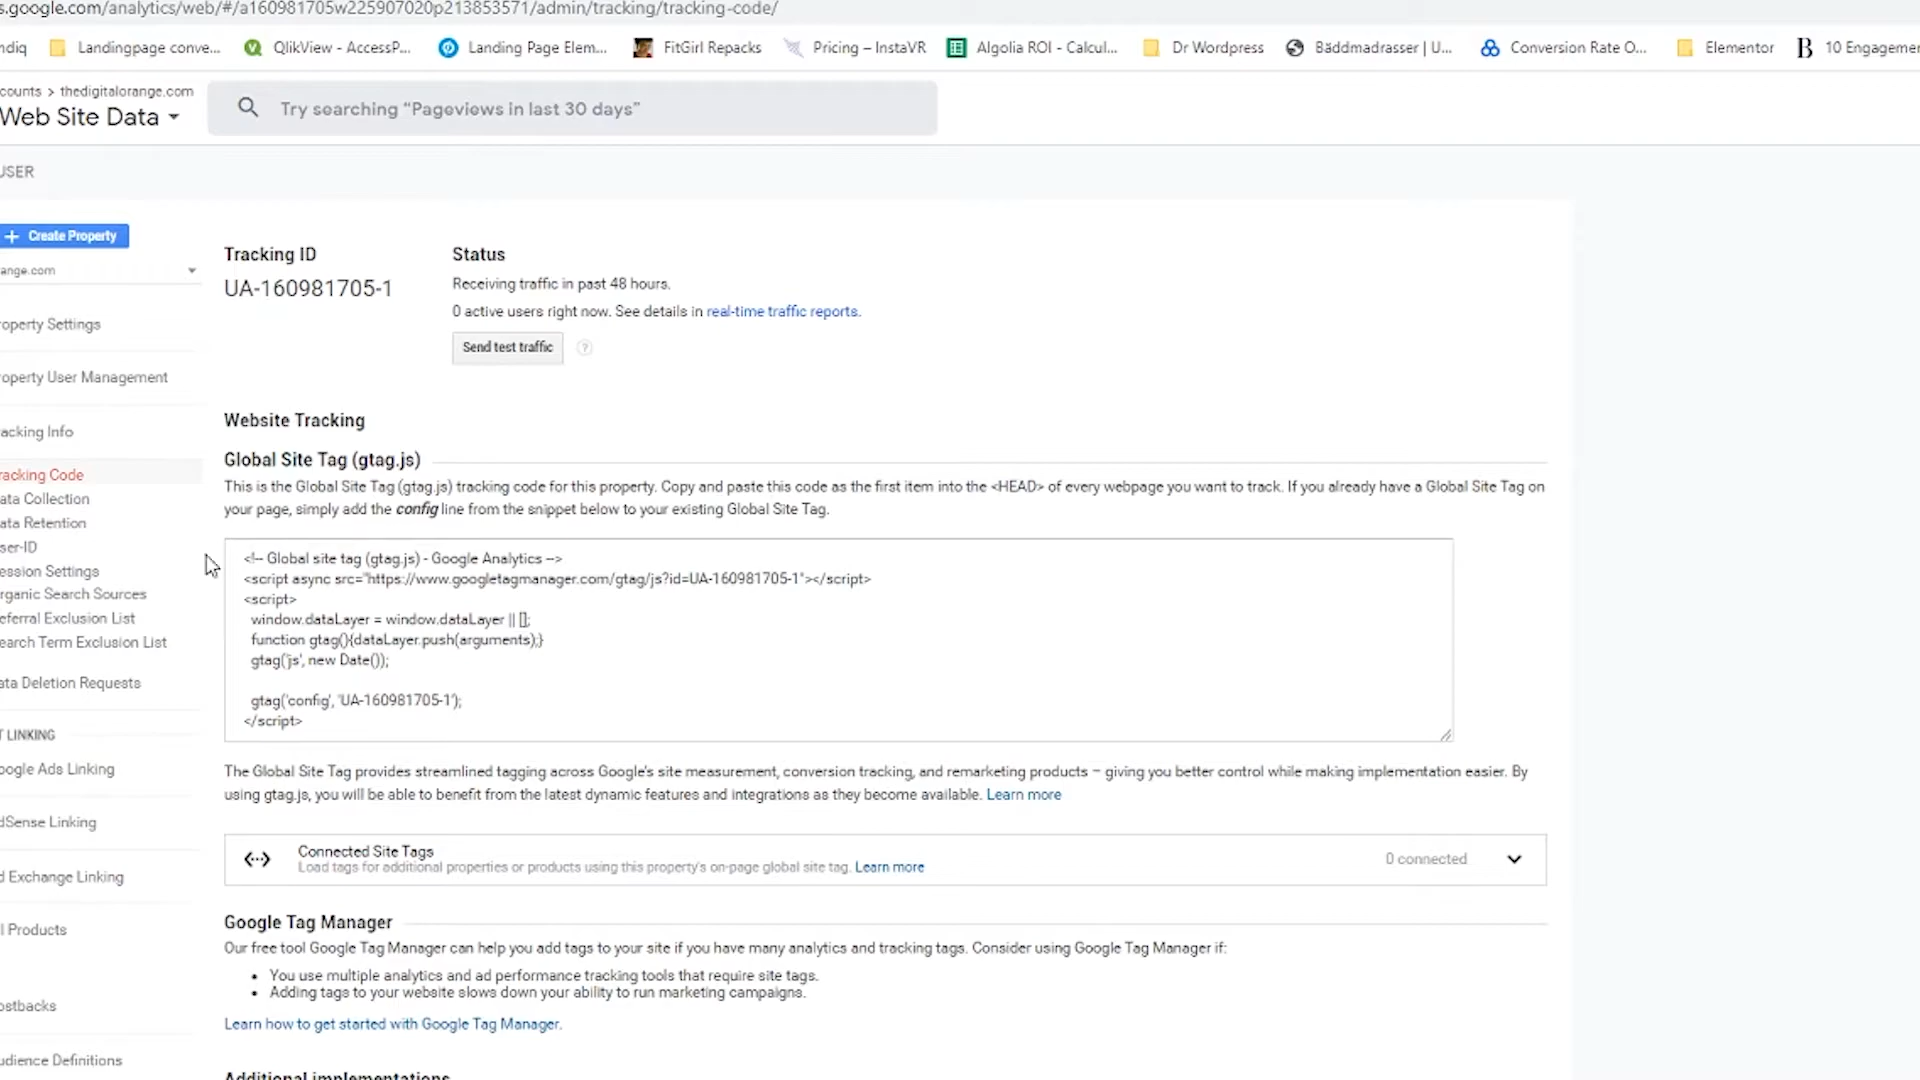 s.google.com/analytics/web/#/a160981705w225907020p213853571/admin/tracking/tracking-code/
ndiq Landingpage conve... QlikView - AccessP... Landing Page Elem... FitGirl Repacks Pricing – InstaVR Algolia ROI - Calcul... Dr Wordpress Bäddmadrasser | U... Conversion Rate O... Elementor B 10 Engagemen
counts > thedigitalorange.com
Web Site Data
Try searching “Pageviews in last 30 days”
USER
+ Create Property
ange.com
Tracking ID
UA-160981705-1
Status
Receiving traffic in past 48 hours.
0 active users right now. See details in real-time traffic reports.
Send test traffic ?
roperty Settings
roperty User Management
acking Info
racking Code
ata Collection
ata Retention
ser-ID
ession Settings
rganic Search Sources
eferral Exclusion List
earch Term Exclusion List
ata Deletion Requests
T LINKING
oogle Ads Linking
dSense Linking
d Exchange Linking
l Products
ostbacks
udience Definitions
Website Tracking
Global Site Tag (gtag.js)
This is the Global Site Tag (gtag.js) tracking code for this property. Copy and paste this code as the first item into the <HEAD> of every webpage you want to track. If you already have a Global Site Tag on
your page, simply add the config line from the snippet below to your existing Global Site Tag.
<!-- Global site tag (gtag.js) - Google Analytics -->
<script async src="https://www.googletagmanager.com/gtag/js?id=UA-160981705-1"></script>
<script>
window.dataLayer = window.dataLayer || [];
function gtag(){dataLayer.push(arguments);}
gtag('js', new Date());
gtag('config', 'UA-160981705-1');
</script>
The Global Site Tag provides streamlined tagging across Google's site measurement, conversion tracking, and remarketing products – giving you better control while making implementation easier. By
using gtag.js, you will be able to benefit from the latest dynamic features and integrations as they become available. Learn more
Connected Site Tags
Load tags for additional properties or products using this property's on-page global site tag. Learn more
0 connected
Google Tag Manager
Our free tool Google Tag Manager can help you add tags to your site if you have many analytics and tracking tags. Consider using Google Tag Manager if:
• You use multiple analytics and ad performance tracking tools that require site tags.
• Adding tags to your website slows down your ability to run marketing campaigns.
Learn how to get started with Google Tag Manager.
Additional implementations